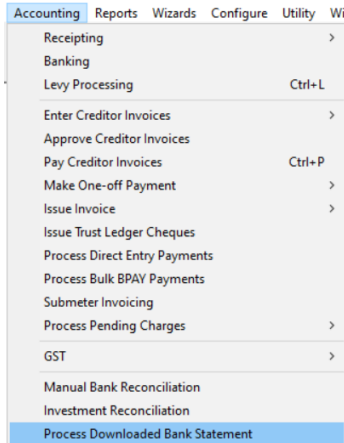 Accounting Reports Wizards Configure Utility Wi
Receipting >
Banking
Levy Processing Ctrl+L
Enter Creditor Invoices >
Approve Creditor Invoices
Pay Creditor Invoices Ctrl+P
Make One-off Payment >
Issue Invoice >
Issue Trust Ledger Cheques
Process Direct Entry Payments
Process Bulk BPAY Payments
Submeter Invoicing
Process Pending Charges >
GST >
Manual Bank Reconciliation
Investment Reconciliation
Process Downloaded Bank Statement